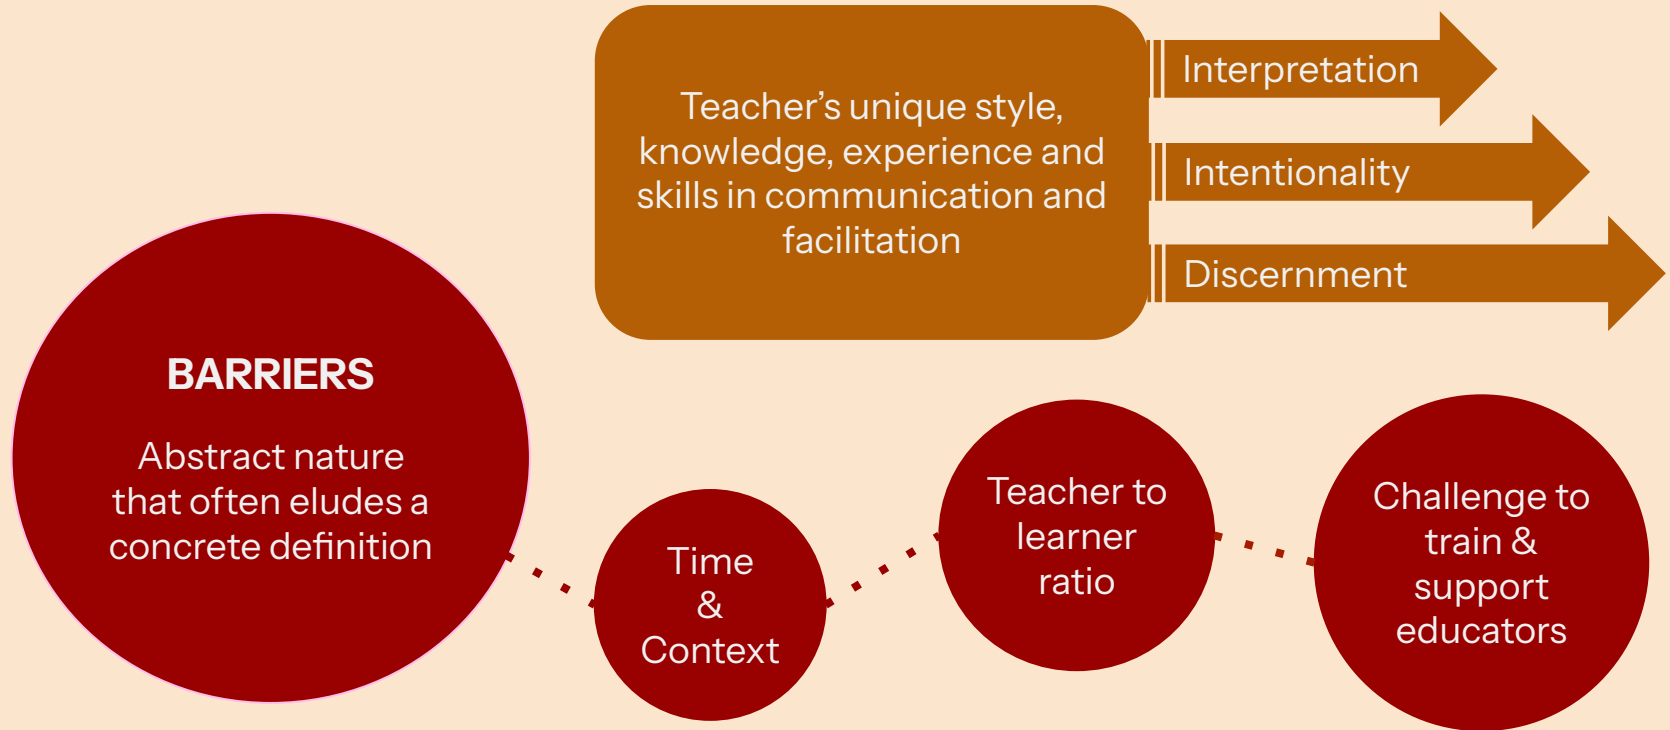 Teacher’s unique style,
knowledge, experience and
skills in communication and
facilitation
Interpretation
Intentionality
Discernment
BARRIERS
Abstract nature
that often eludes a
concrete definition
Time
&
Context
Teacher to
learner
ratio
Challenge to
train &
support
educators